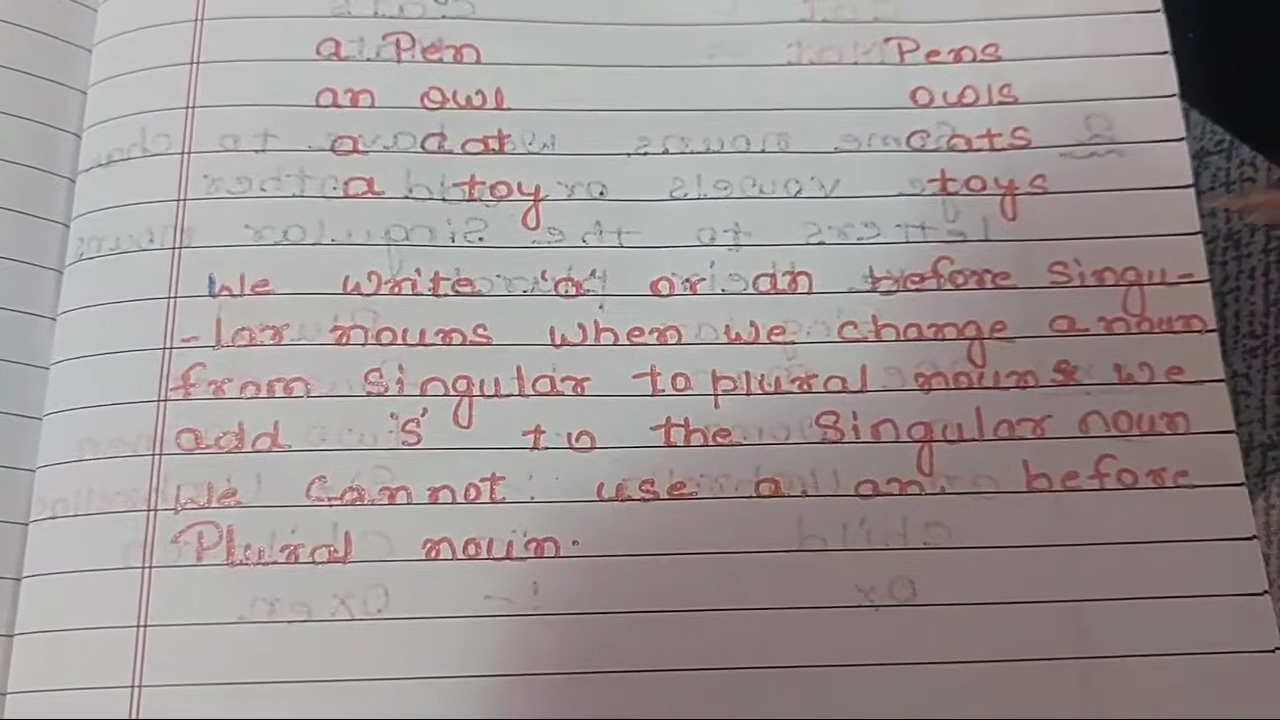 a Pen Pens
an owl owls
a cat cats
a toy toys
We write 'a' or an before Singu-
-lar nouns when we change a noun
from Singular to plural nouns we
add 's' to the Singular noun
We cannot use a, an, before
Plural noun.